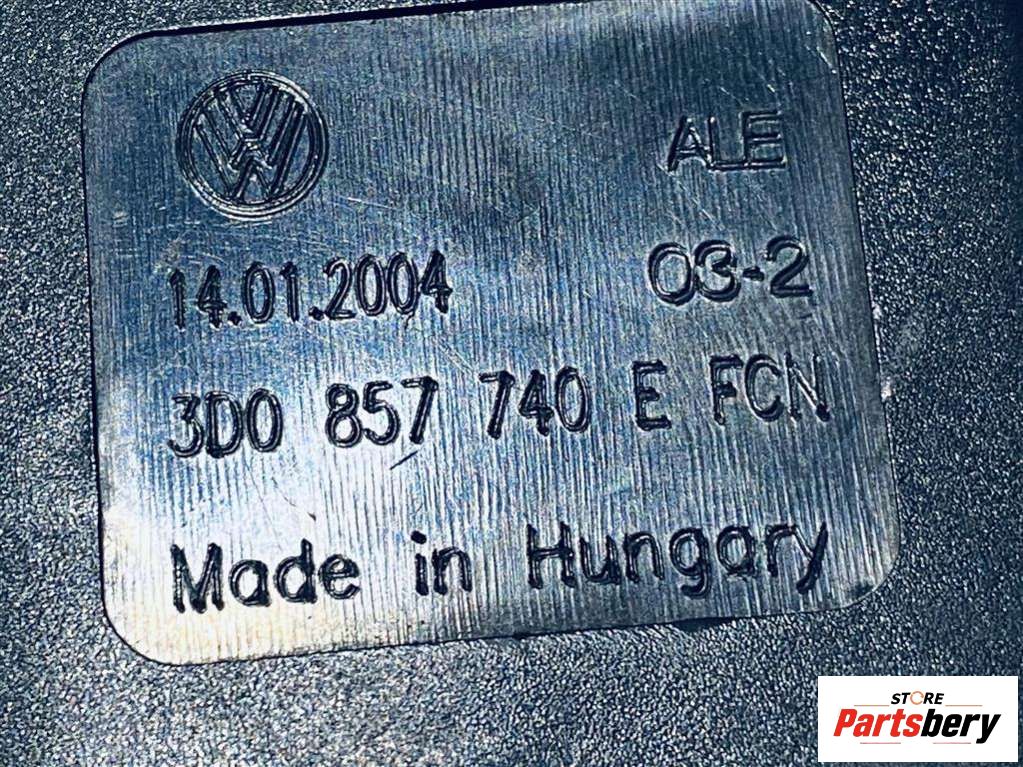 ALE
14.01.2004 03-2
3D0 857 740 E FCN
Made in Hungary
STORE
Partsbery